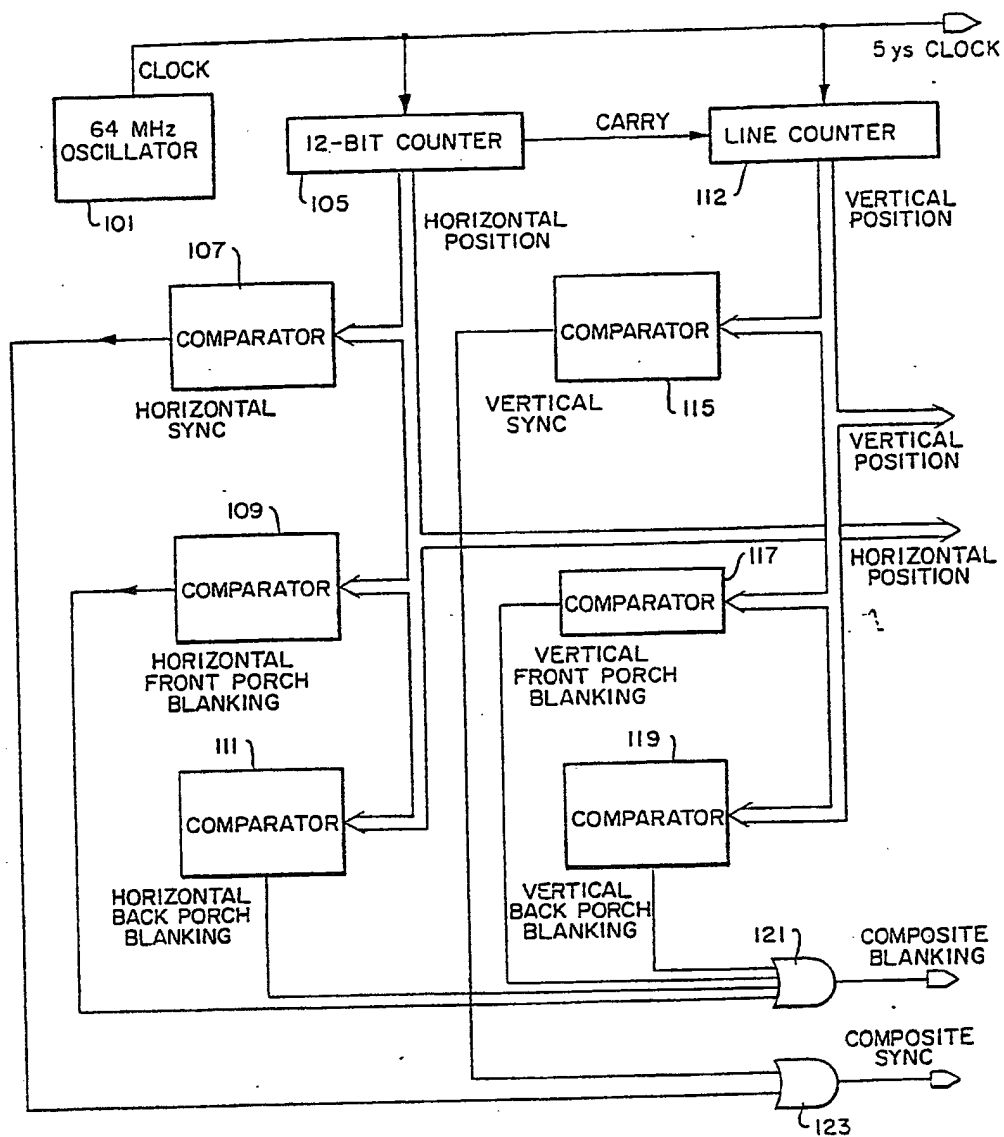 5ys CLOCK
CLOCK
64 MHz
OSCILLATOR
101
12-BIT COUNTER
105
CARRY
LINE COUNTER
112
HORIZONTAL
POSITION
VERTICAL
POSITION
107
COMPARATOR
HORIZONTAL
SYNC
COMPARATOR
115
VERTICAL
SYNC
VERTICAL
POSITION
109
COMPARATOR
HORIZONTAL
FRONT PORCH
BLANKING
HORIZONTAL
POSITION
117
COMPARATOR
VERTICAL
FRONT PORCH
BLANKING
111
COMPARATOR
HORIZONTAL
BACK PORCH
BLANKING
119
COMPARATOR
VERTICAL
BACK PORCH
BLANKING
121
COMPOSITE
BLANKING
COMPOSITE
SYNC
123